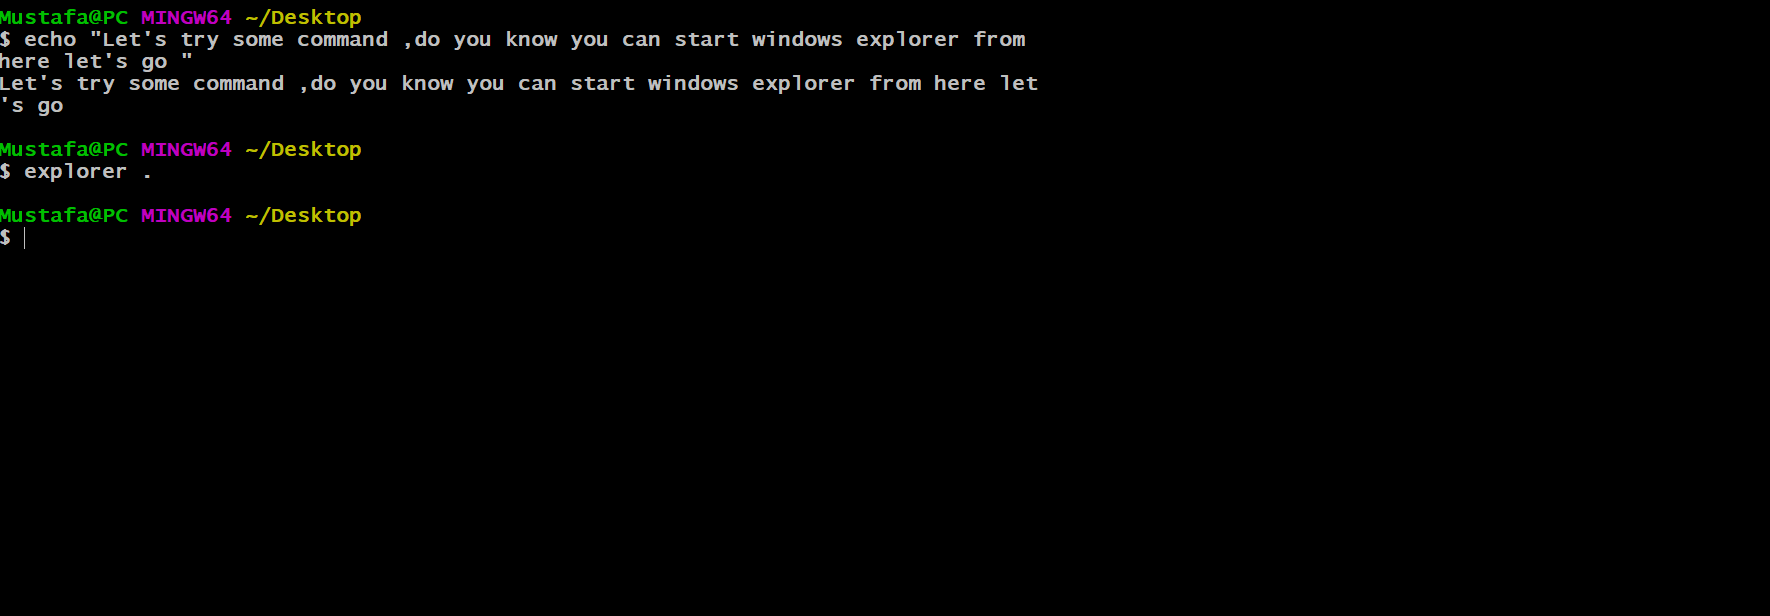 Mustafa@PC MINGW64 ~/Desktop
$ echo "Let's try some command ,do you know you can start windows explorer from
here let's go "
Let's try some command ,do you know you can start windows explorer from here let
's go

Mustafa@PC MINGW64 ~/Desktop
$ explorer .

Mustafa@PC MINGW64 ~/Desktop
$